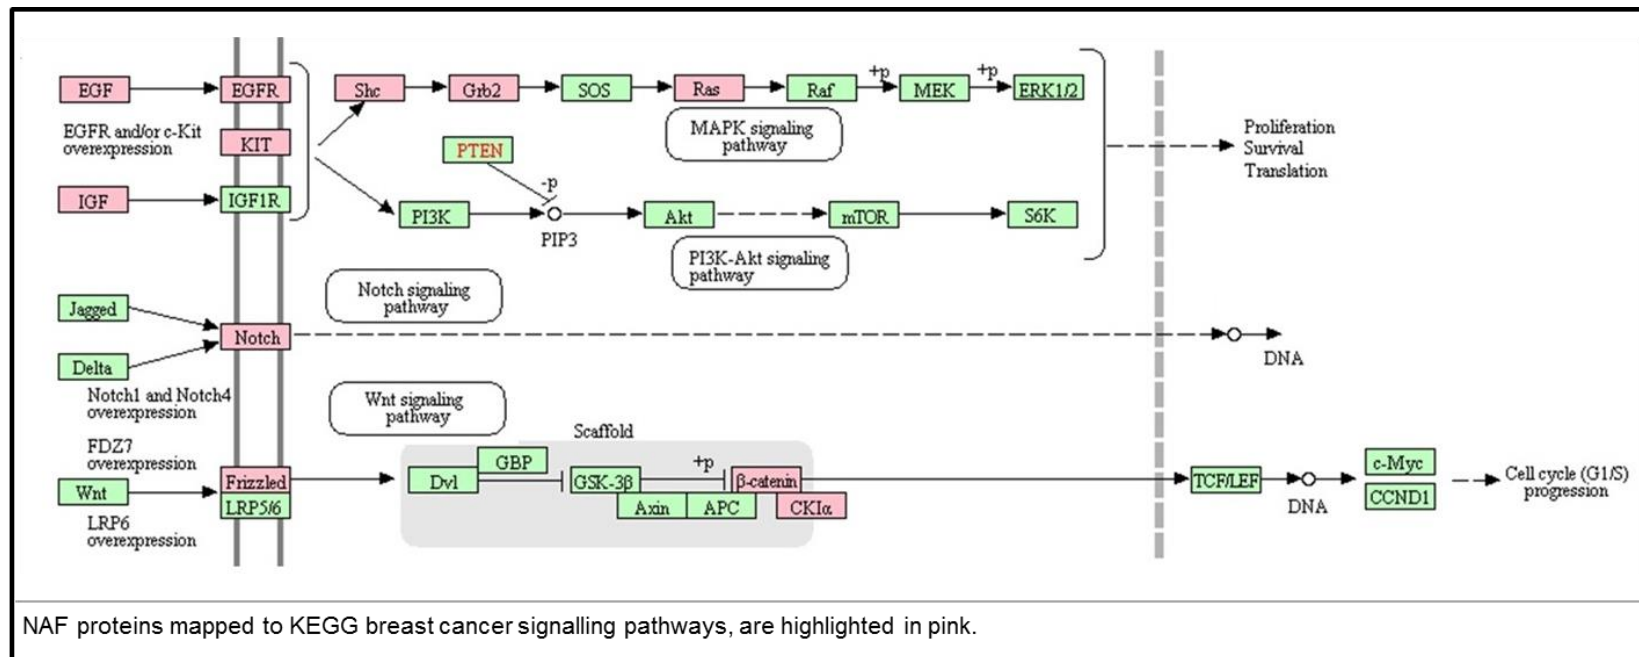 EGF
EGFR
Shc
Grb2
SOS
Ras
Raf
+p
MEK
+p
ERK1/2
EGFR and/or c-Kit
overexpression
KIT
MAPK signaling
pathway
Proliferation
Survival
Translation
PTEN
-p
IGF
IGF1R
PI3K
PIP3
Akt
mTOR
S6K
PI3K-Akt signaling
pathway
Notch signaling
pathway
Jagged
Notch
Delta
DNA
Notch1 and Notch4
overexpression
Wnt signaling
pathway
FDZ7
overexpression
Scaffold
Wnt
Frizzled
LRP5/6
LRP6
overexpression
Dvl
GBP
GSK-3β
+p
β-catenin
Axin
APC
CKIα
TCF/LEF
DNA
c-Myc
CCND1
Cell cycle (G1/S)
progression
NAF proteins mapped to KEGG breast cancer signalling pathways, are highlighted in pink.